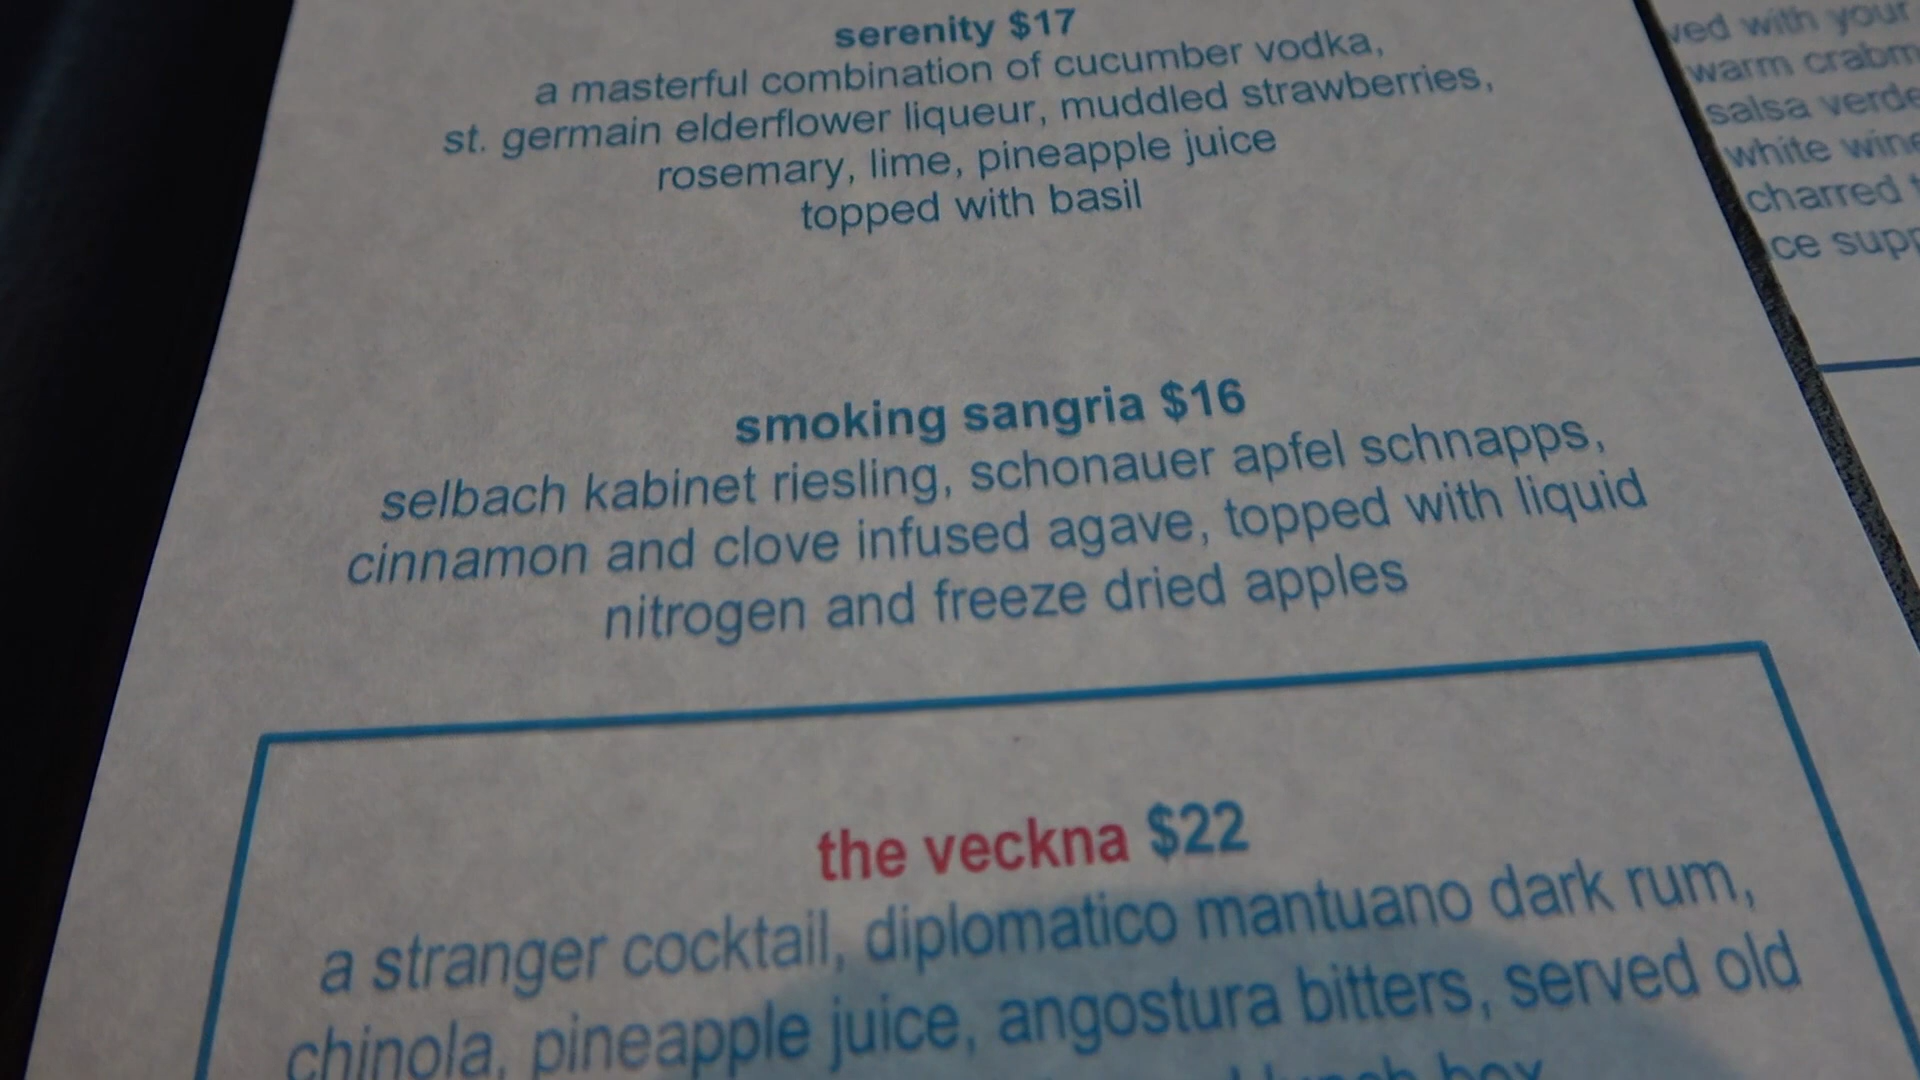 serenity $17
a masterful combination of cucumber vodka,
st. germain elderflower liqueur, muddled strawberries,
rosemary, lime, pineapple juice
topped with basil
smoking sangria $16
selbach kabinet riesling, schonauer apfel schnapps,
cinnamon and clove infused agave, topped with liquid
nitrogen and freeze dried apples
the veckna $22
a stranger cocktail, diplomatico mantuano dark rum,
chinola, pineapple juice, angostura bitters, served old
box
with your
warm
salsa verde
white wine
charred